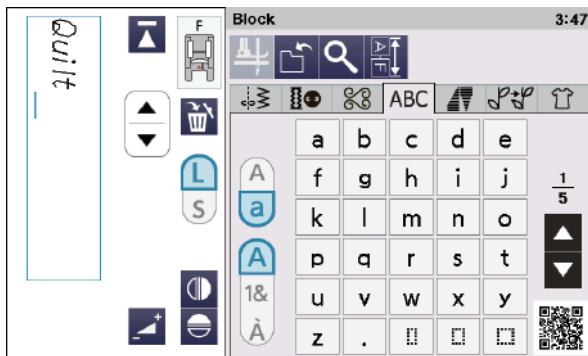 Quilt
F
L
S
Block 3:47
ABC
A
a
A
1&
À
a b c d e
f g h i j
k l m n o
p q r s t
u v w x y
z .
1
5
A F